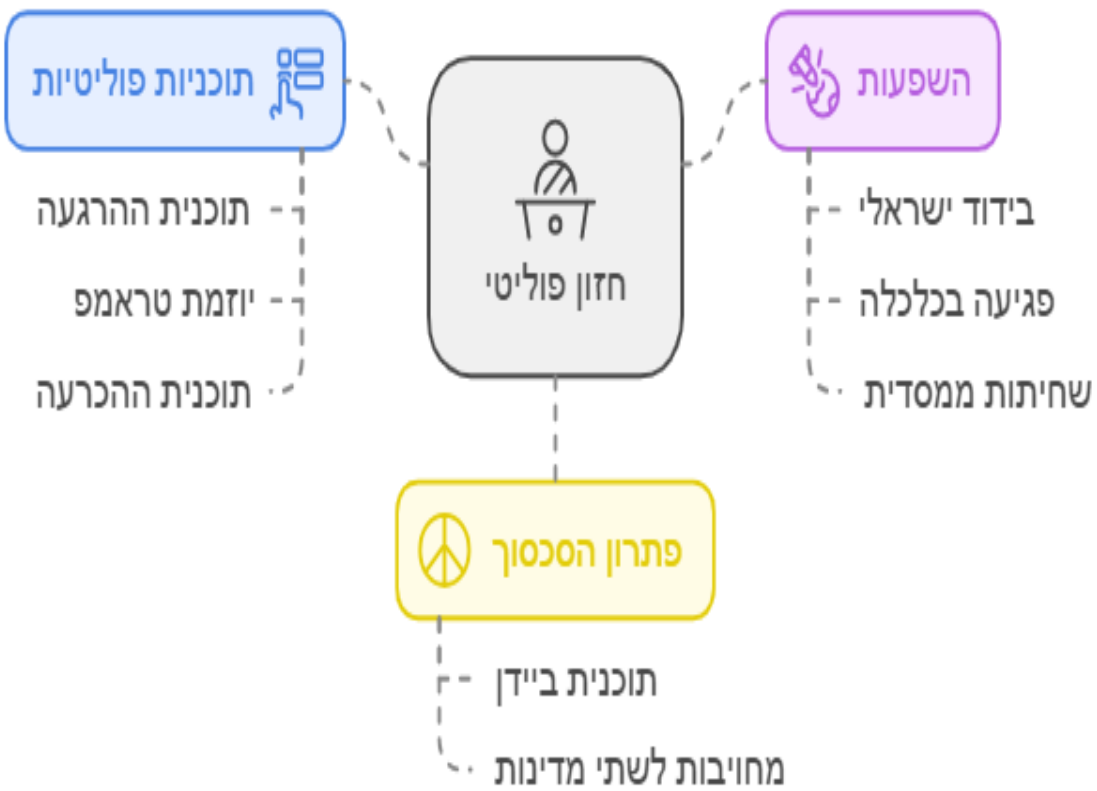 חזון פוליטי
השפעות
בידוד ישראלי
פגיעה בכלכלה
שחיתות ממסדית
תוכניות פוליטיות
תוכנית ההרגעה
יוזמת טראמפ
תוכנית ההכרעה
פתרון הסכסוך
תוכנית ביידן
מחויבות לשתי מדינות